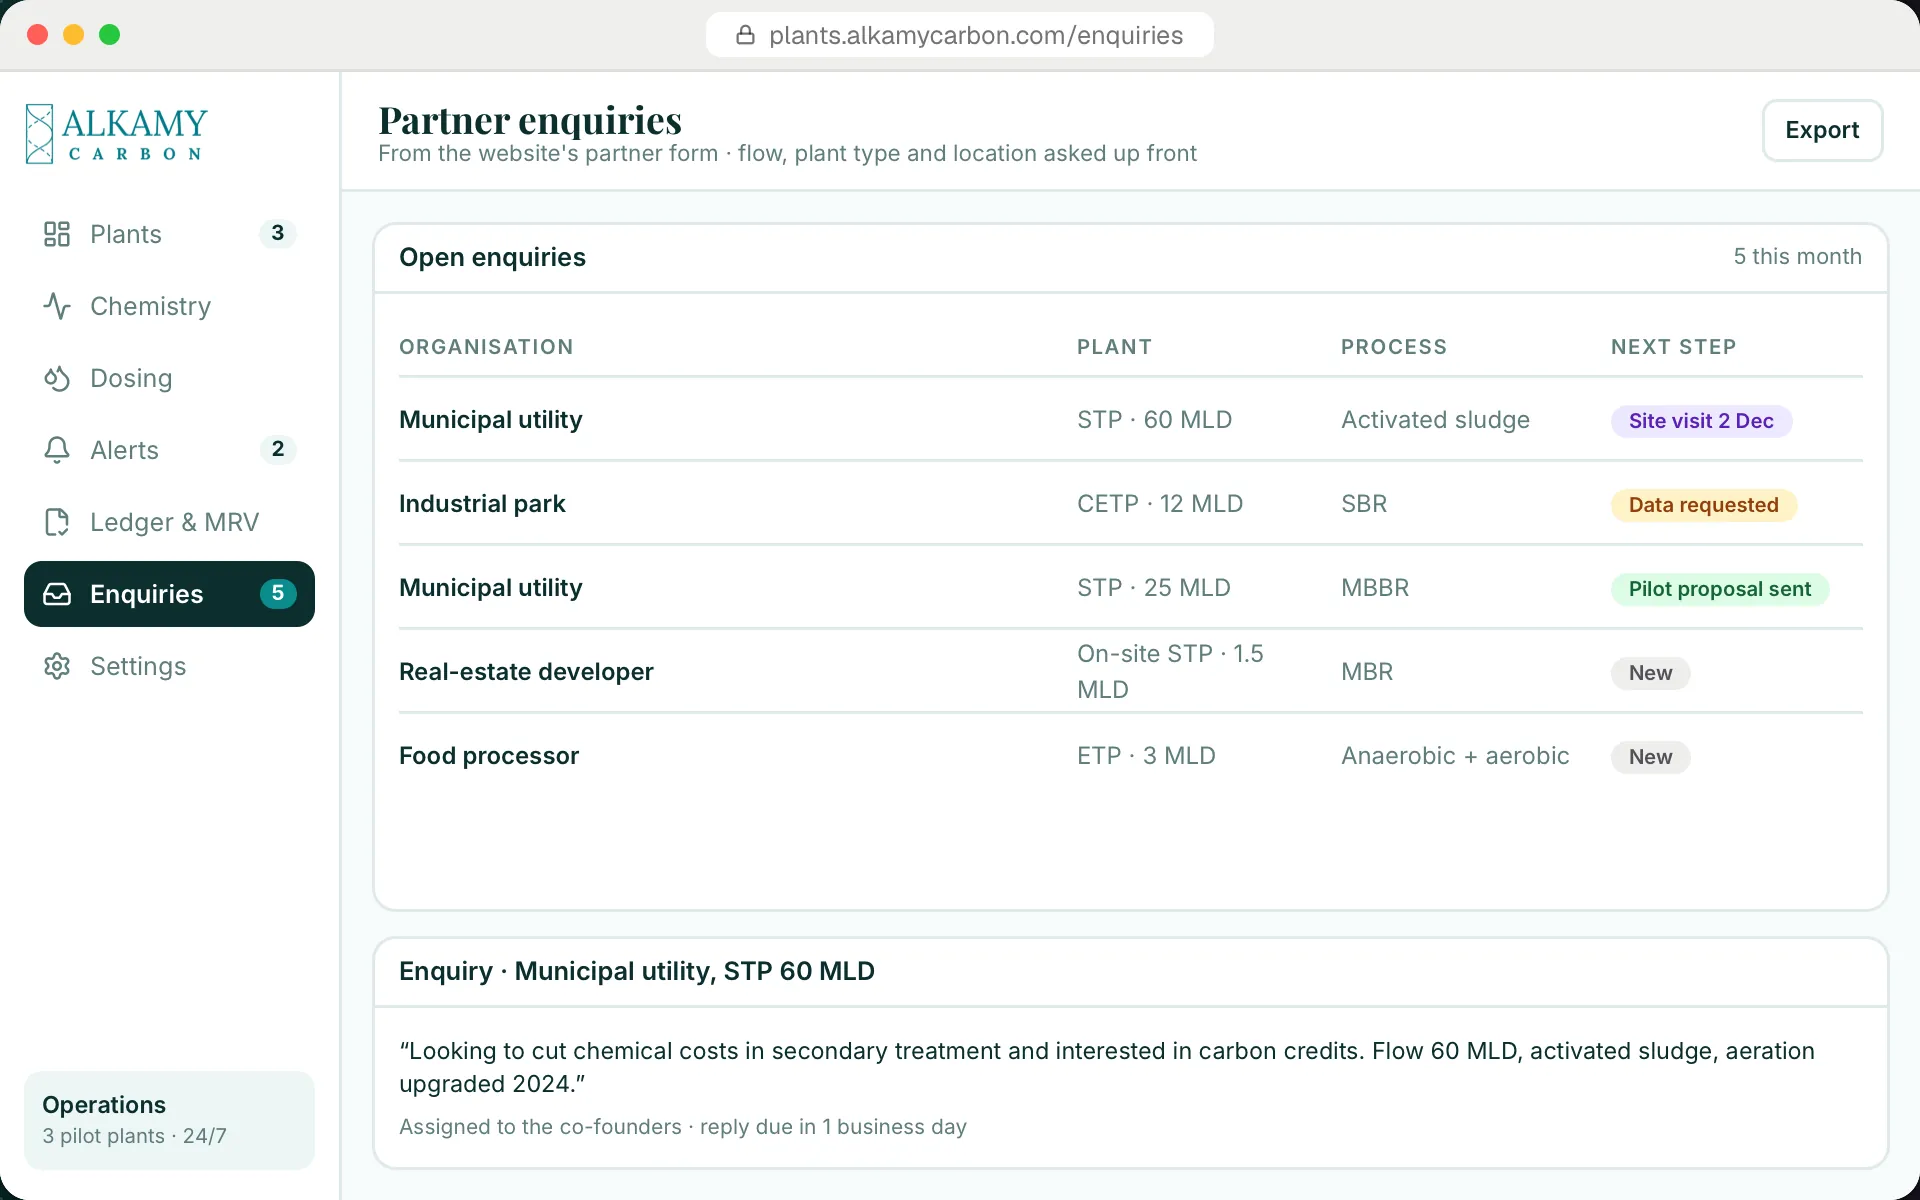 plants.alkamycarbon.com/enquiries
ALKAMY
CARBON
Plants 3
Chemistry
Dosing
Alerts 2
Ledger & MRV
Enquiries 5
Settings
Operations
3 pilot plants · 24/7
Partner enquiries
From the website's partner form · flow, plant type and location asked up front
Export
Open enquiries
5 this month
ORGANISATION PLANT PROCESS NEXT STEP
Municipal utility STP · 60 MLD Activated sludge Site visit 2 Dec
Industrial park CETP · 12 MLD SBR Data requested
Municipal utility STP · 25 MLD MBBR Pilot proposal sent
Real-estate developer On-site STP · 1.5 MLD MBR New
Food processor ETP · 3 MLD Anaerobic + aerobic New
Enquiry · Municipal utility, STP 60 MLD
“Looking to cut chemical costs in secondary treatment and interested in carbon credits. Flow 60 MLD, activated sludge, aeration
upgraded 2024.”
Assigned to the co-founders · reply due in 1 business day